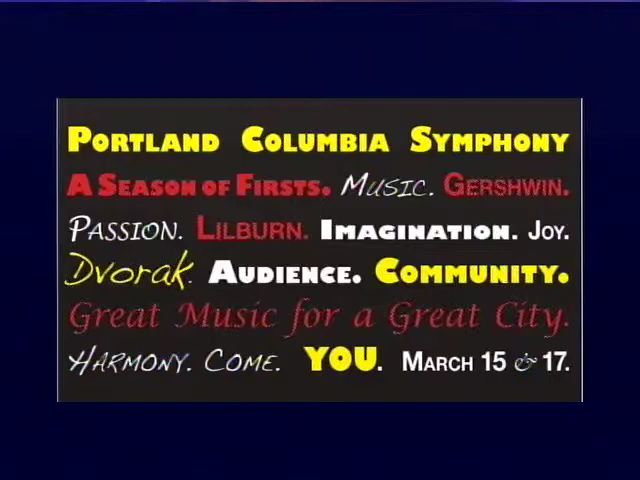 PORTLAND COLUMBIA SYMPHONY
A SEASON OF FIRSTS. MUSIC. GERSHWIN.
PASSION. LILBURN. IMAGINATION. JOY.
Dvorak. AUDIENCE. COMMUNITY.
Great Music for a Great City.
HARMONY. COME. YOU. MARCH 15 & 17.